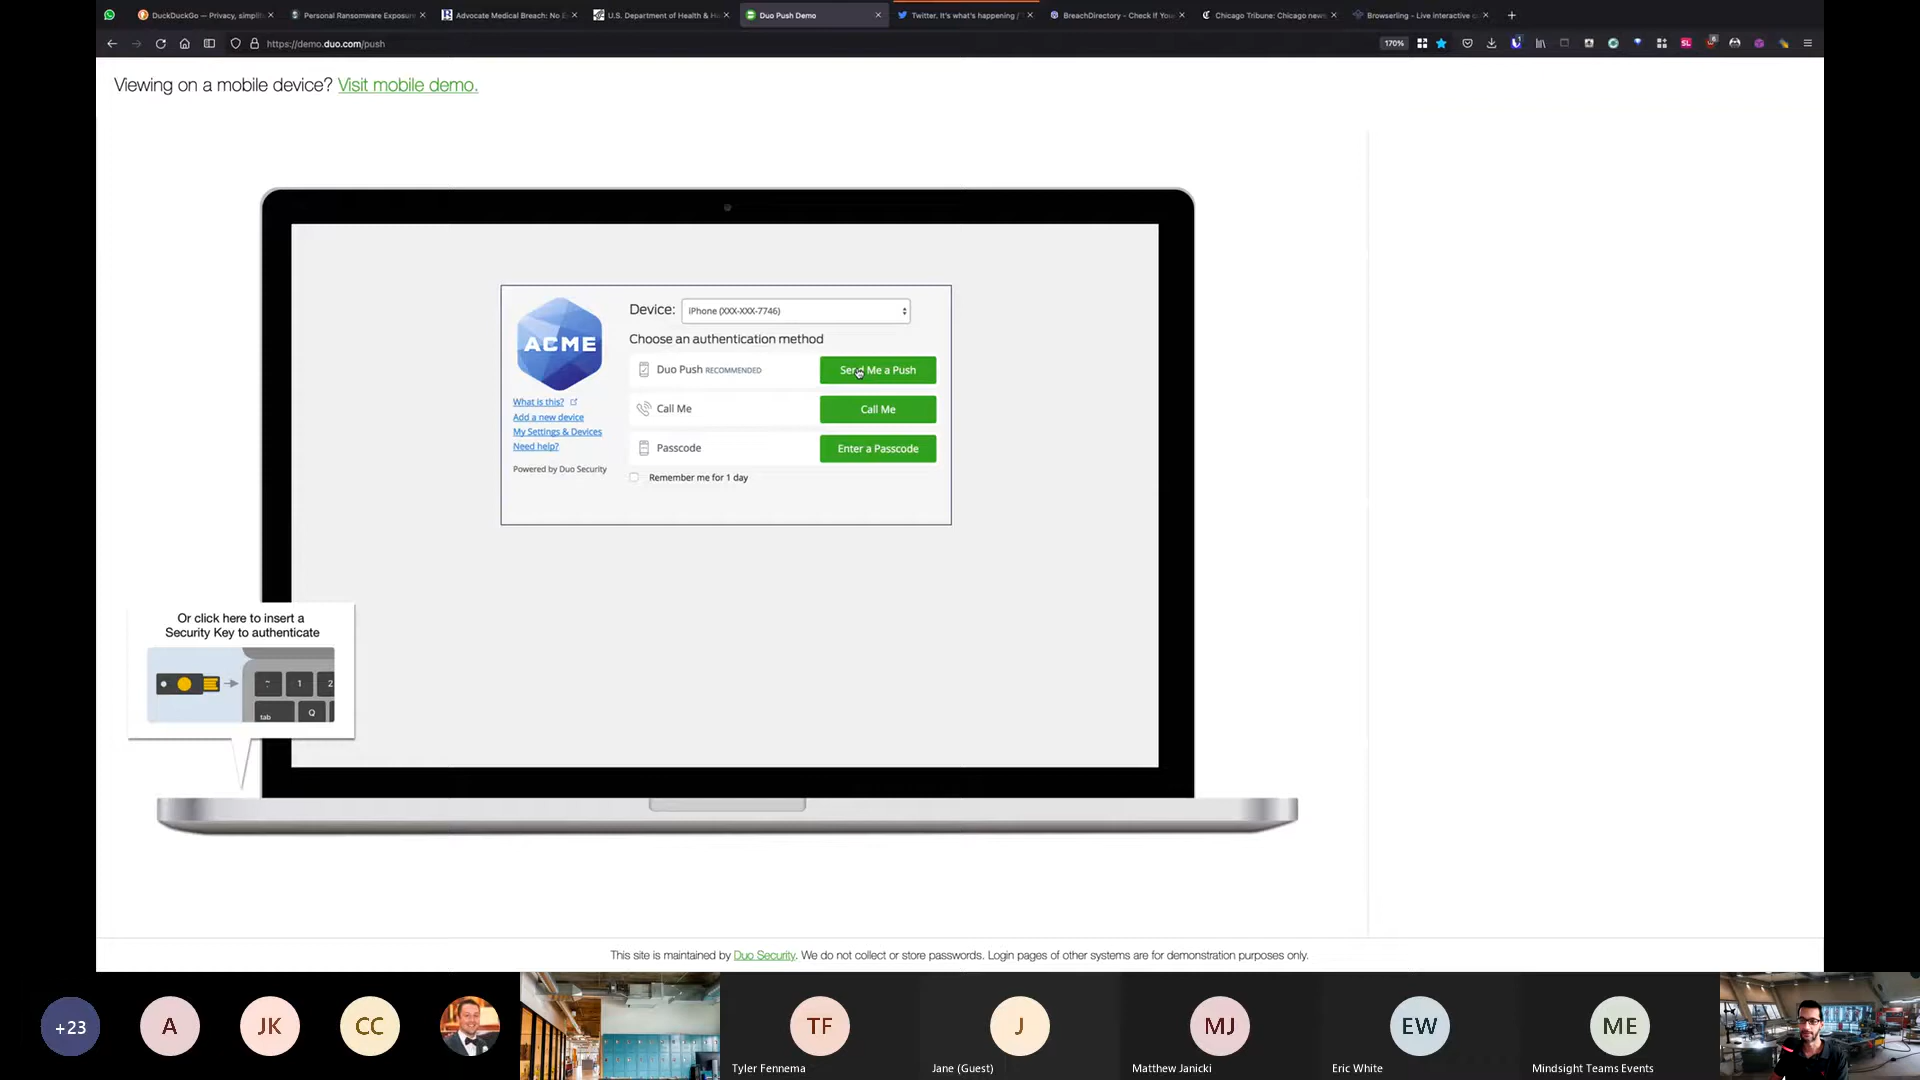 DuckDuckGo — Privacy, simplifi
Personal Ransomware Exposure
Advocate Medical Breach: No E
U.S. Department of Health & H
Duo Push Demo
Twitter. It's what's happening / T
BreachDirectory - Check If You
Chicago Tribune: Chicago news
Browserling – Live interactive c
https://demo.duo.com/push
170%
Viewing on a mobile device? Visit mobile demo.
Device: iPhone (XXX-XXX-7746)
ACME
Choose an authentication method
Duo Push RECOMMENDED Send Me a Push
Call Me Call Me
Passcode Enter a Passcode
Remember me for 1 day
What is this?
Add a new device
My Settings & Devices
Need help?
Powered by Duo Security
Or click here to insert a
Security Key to authenticate
~ 1 2
tab Q
This site is maintained by Duo Security. We do not collect or store passwords. Login pages of other systems are for demonstration purposes only.
+23 A JK CC TF J MJ EW ME
Tyler Fennema Jane (Guest) Matthew Janicki Eric White Mindsight Teams Events